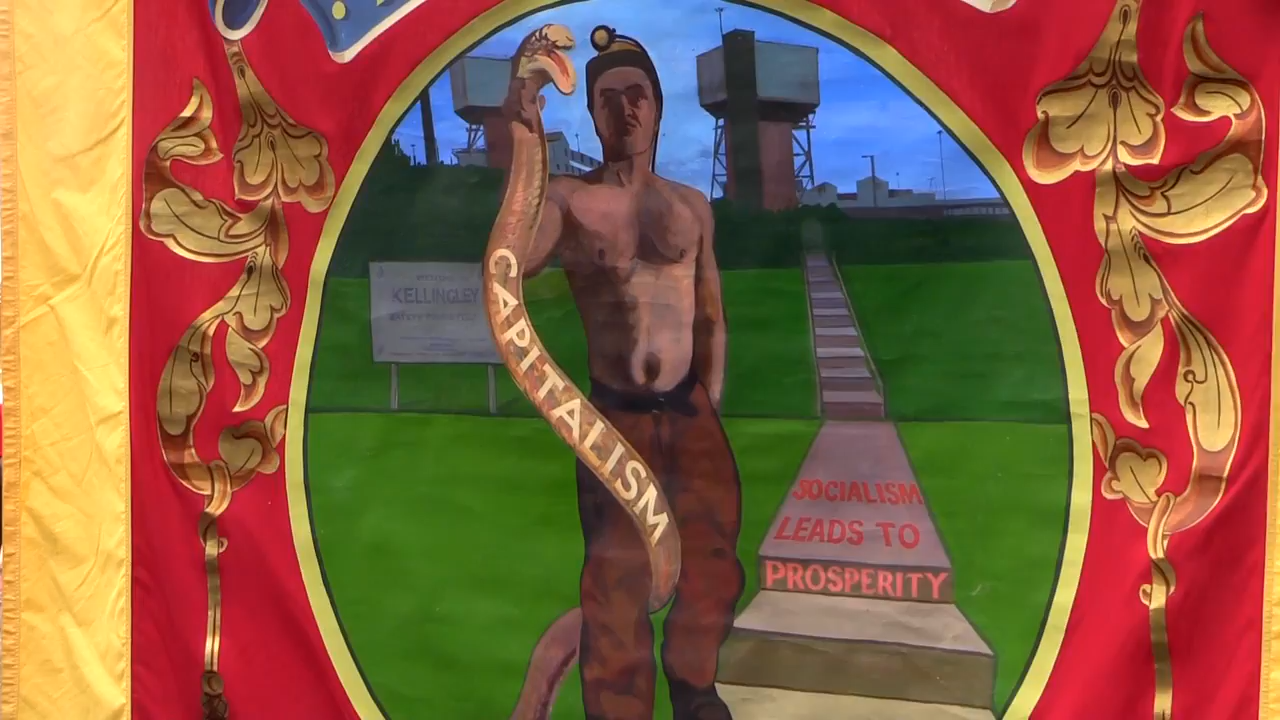 KELLINGLEY
CAPITALISM
SOCIALISM
LEADS TO
PROSPERITY